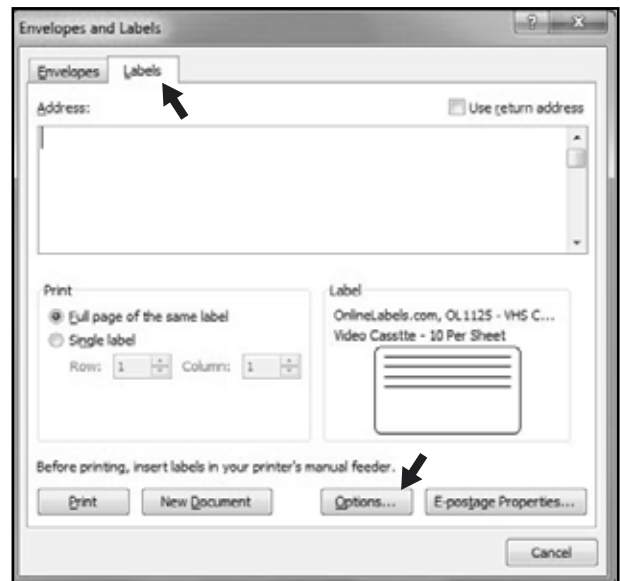 Envelopes and Labels
Envelopes Labels
Address: Use return address
Print
Full page of the same label
Single label
Row: 1 Column: 1
Label
OnlineLabels.com, OL1125 - VHS C...
Video Casstte - 10 Per Sheet
Before printing, insert labels in your printer's manual feeder.
Print New Document Options... E-postage Properties...
Cancel